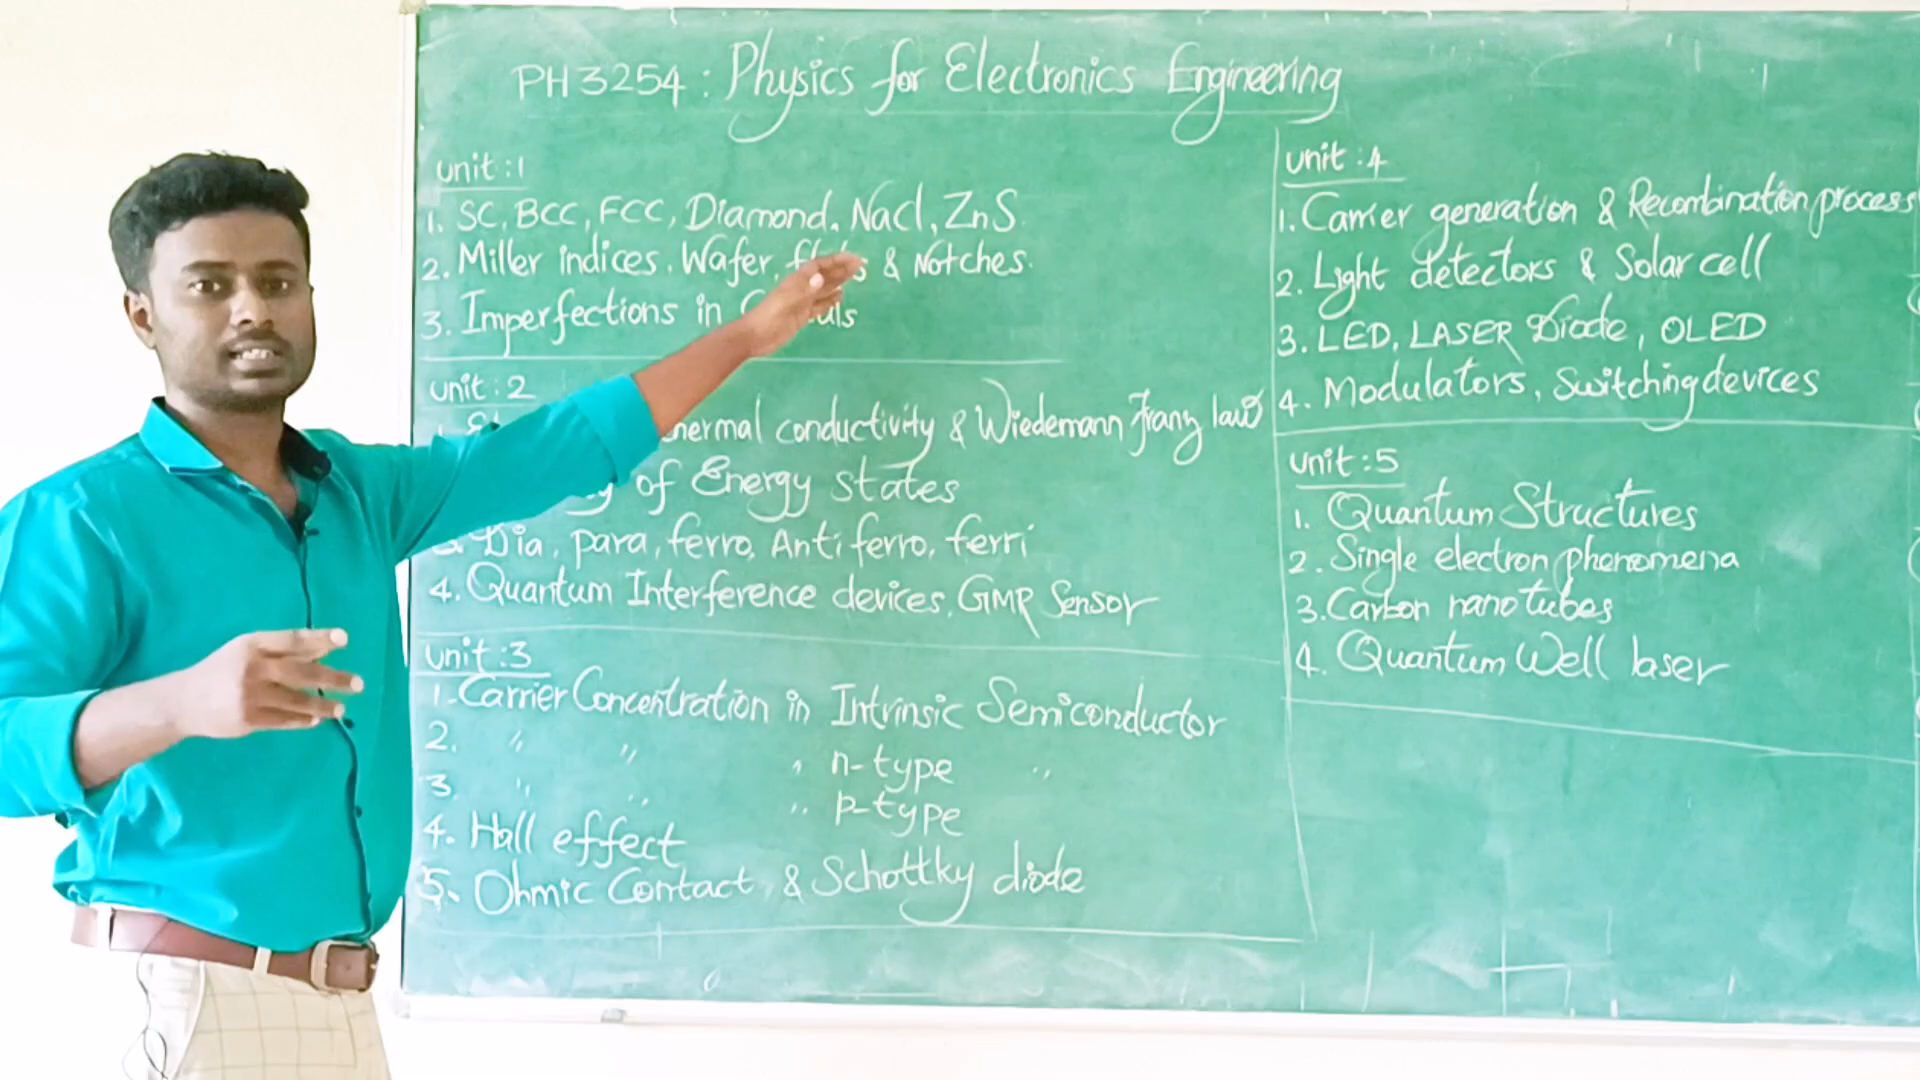 PH3254 : Physics for Electronics Engineering
unit :1
1. SC, BCC, FCC, Diamond, Nacl, ZnS.
2. Miller indices, Wafer, & Notches.
3. Imperfections in
unit : 2
conductivity & Wiedemann Franz law
of Energy states
Dia, para, ferro, Anti ferro, ferri
4. Quantum Interference devices, GMR Sensor
unit :3
1. Carrier Concentration in Intrinsic Semiconductor
2. " " " n-type "
3. " " " p-type
4. Hall effect
5. Ohmic Contact & Schottky diode
unit :4
1. Carrier generation & Recombination process
2. Light detectors & Solar cell
3. LED, LASER Diode, OLED
4. Modulators, Switching devices
unit :5
1. Quantum Structures
2. Single electron phenomena
3. Carbon nano tubes
4. Quantum Well laser